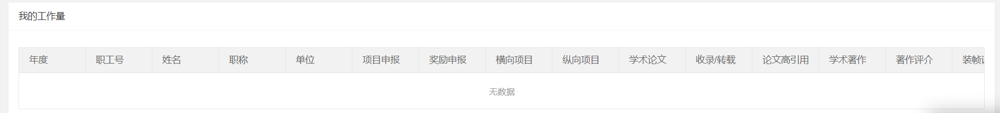 我的工作量
年度 职工号 姓名 职称 单位 项目申报 奖励申报 横向项目 纵向项目 学术论文 收录/转载 论文高引用 学术著作 著作评介 装帧
无数据